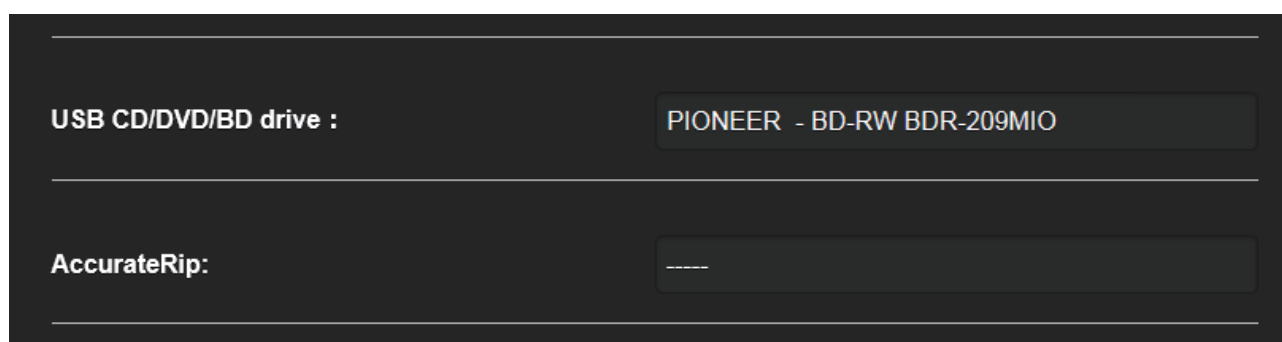 USB CD/DVD/BD drive :
PIONEER  - BD-RW BDR-209MIO
AccurateRip:
-----